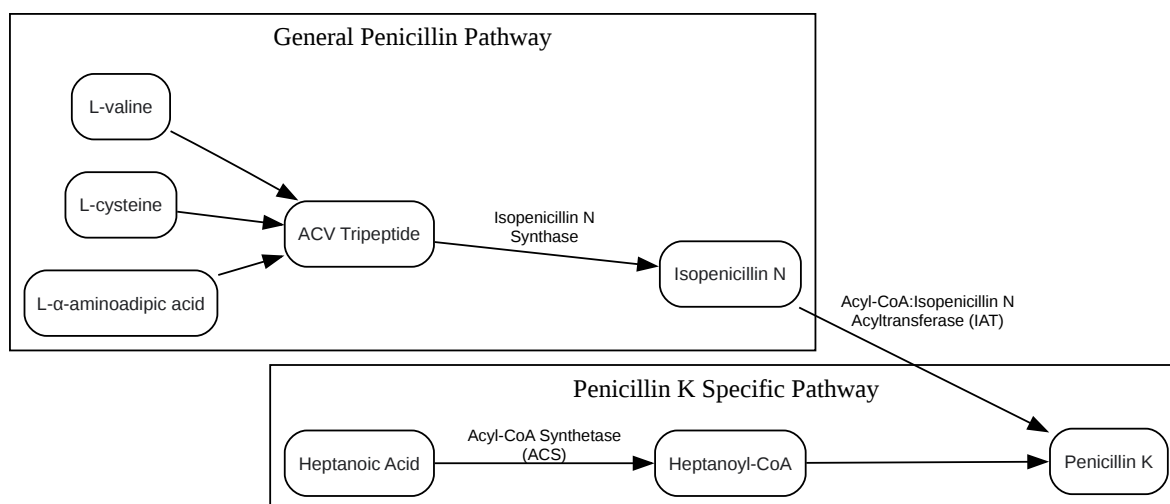 General Penicillin Pathway
L-valine
L-cysteine
L-α-aminoadipic acid
ACV Tripeptide
Isopenicillin N
Synthase
Isopenicillin N
Acyl-CoA:Isopenicillin N
Acyltransferase (IAT)
Penicillin K Specific Pathway
Heptanoic Acid
Acyl-CoA Synthetase
(ACS)
Heptanoyl-CoA
Penicillin K